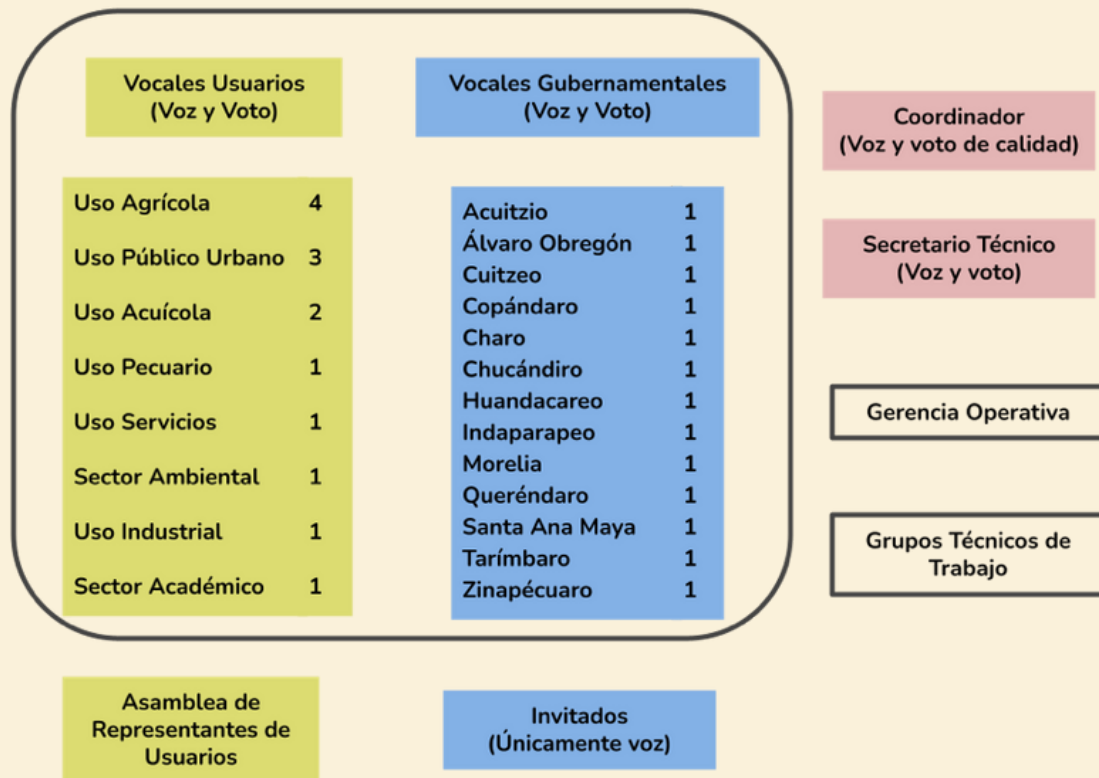 Vocales Usuarios
(Voz y Voto)
Uso Agrícola 4
Uso Público Urbano 3
Uso Acuícola 2
Uso Pecuario 1
Uso Servicios 1
Sector Ambiental 1
Uso Industrial 1
Sector Académico 1
Vocales Gubernamentales
(Voz y Voto)
Acuitzio 1
Álvaro Obregón 1
Cuitzeo 1
Copándaro 1
Charo 1
Chucándiro 1
Huandacareo 1
Indaparapeo 1
Morelia 1
Queréndaro 1
Santa Ana Maya 1
Tarímbaro 1
Zinapécuaro 1
Coordinador
(Voz y voto de calidad)
Secretario Técnico
(Voz y voto)
Gerencia Operativa
Grupos Técnicos de
Trabajo
Asamblea de
Representantes de
Usuarios
Invitados
(Únicamente voz)